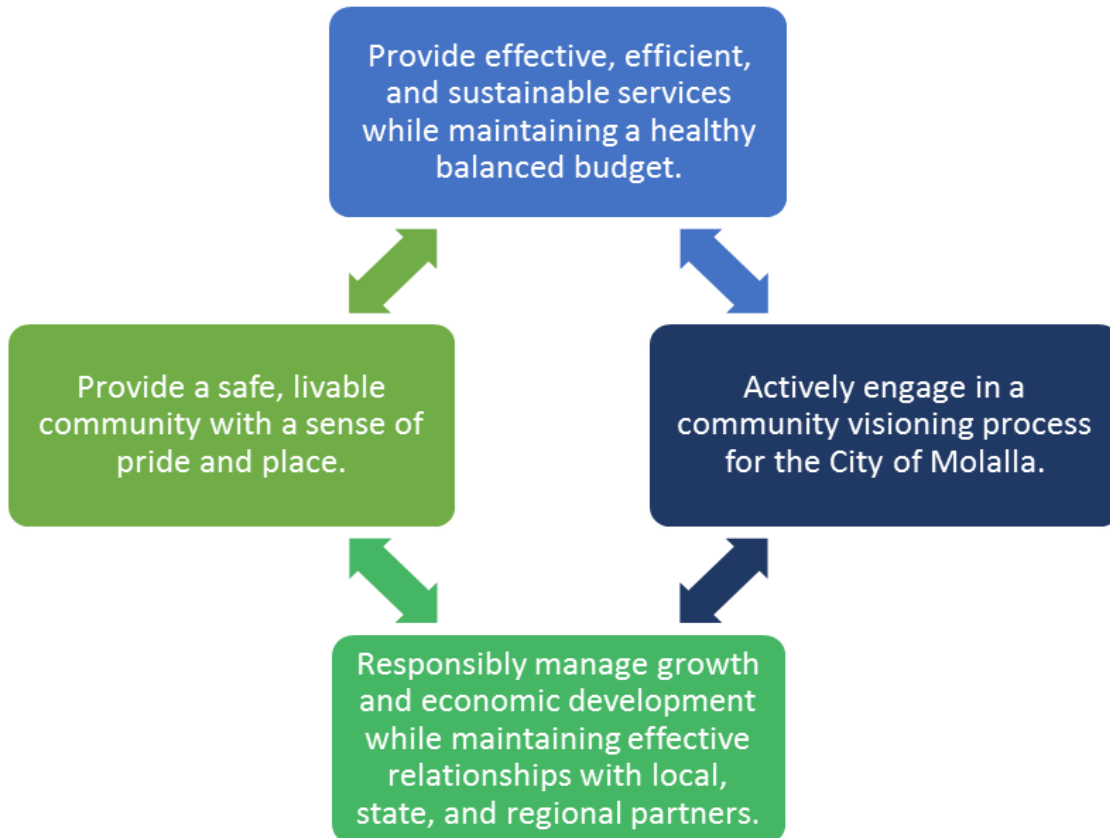 Provide effective, efficient,
and sustainable services
while maintaining a healthy
balanced budget.
Provide a safe, livable
community with a sense of
pride and place.
Actively engage in a
community visioning process
for the City of Molalla.
Responsibly manage growth
and economic development
while maintaining effective
relationships with local,
state, and regional partners.